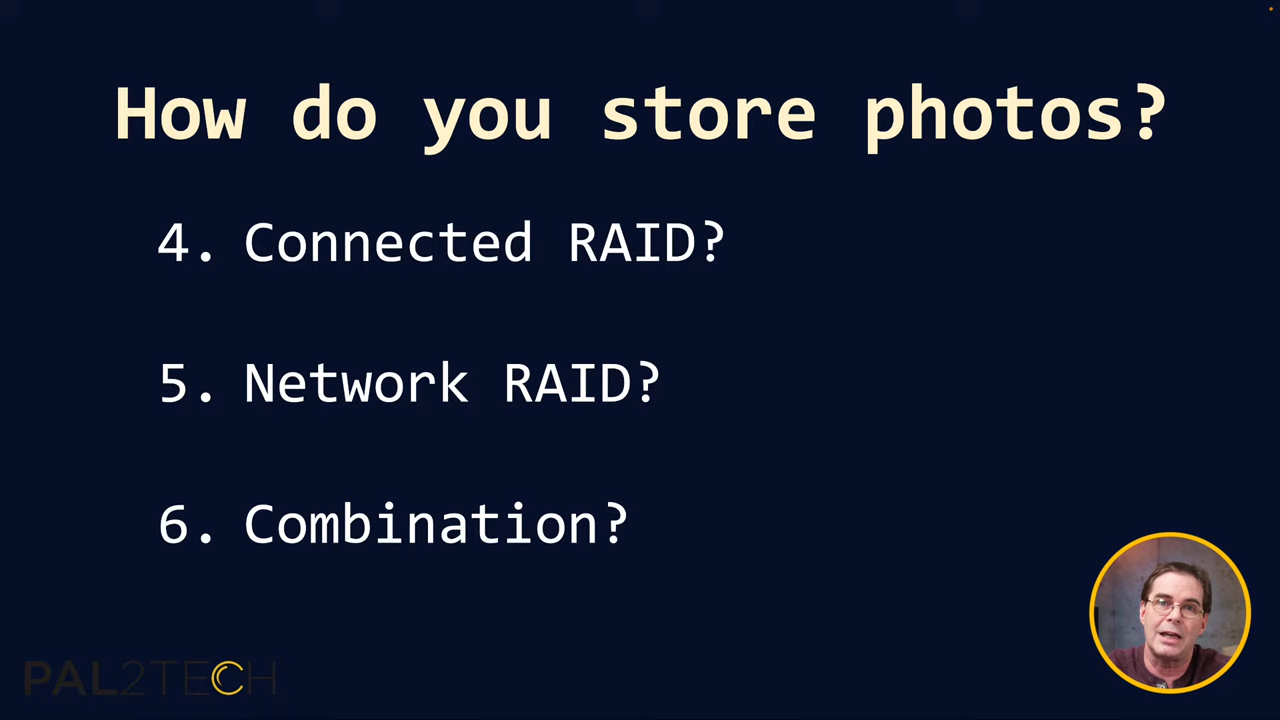 How do you store photos?
4. Connected RAID?
5. Network RAID?
6. Combination?
PAL2TECH